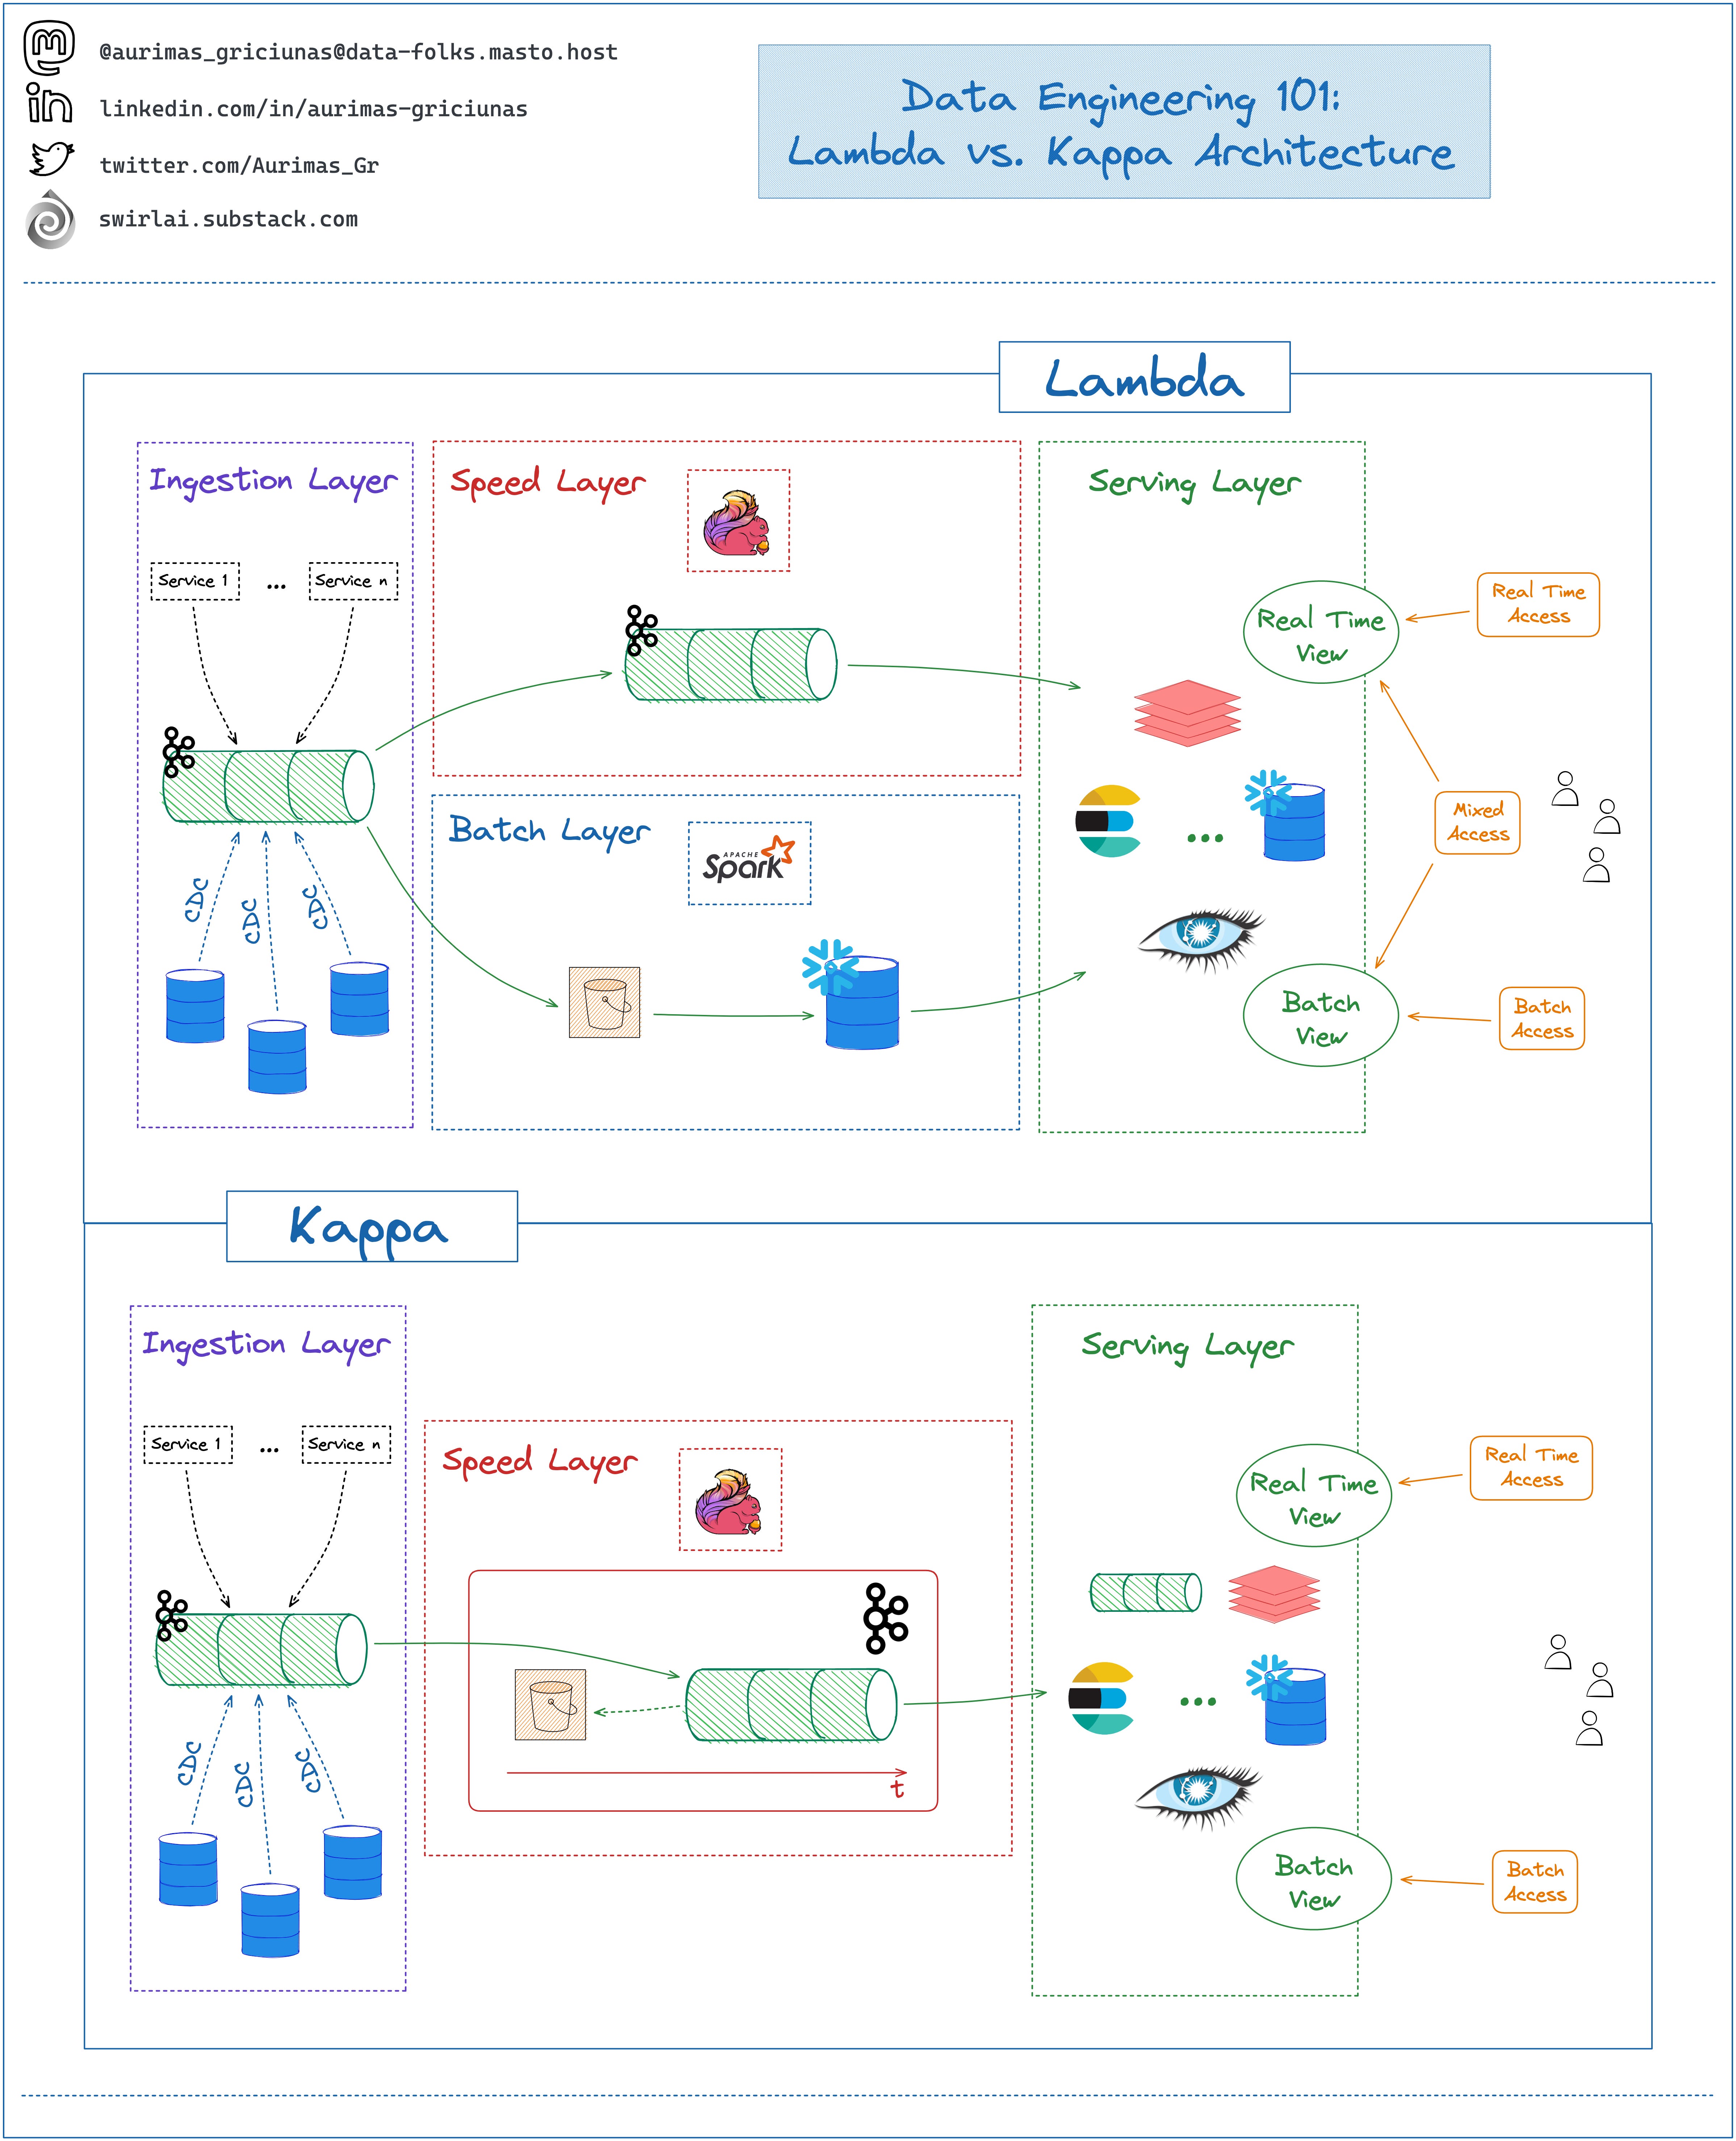 @aurimas_griciunas@data-folks.masto.host
linkedin.com/in/aurimas-griciunas
twitter.com/Aurimas_Gr
swirlai.substack.com
Data Engineering 101:
Lambda vs. Kappa Architecture
Lambda
Ingestion Layer
Service 1
...
Service n
CDC
CDC
CDC
Speed Layer
Batch Layer
APACHE
Spark
Serving Layer
Real Time
View
...
Batch
View
Real Time
Access
Mixed
Access
Batch
Access
Kappa
Ingestion Layer
Service 1
...
Service n
CDC
CDC
CDC
Speed Layer
t
Serving Layer
Real Time
View
...
Batch
View
Real Time
Access
Batch
Access